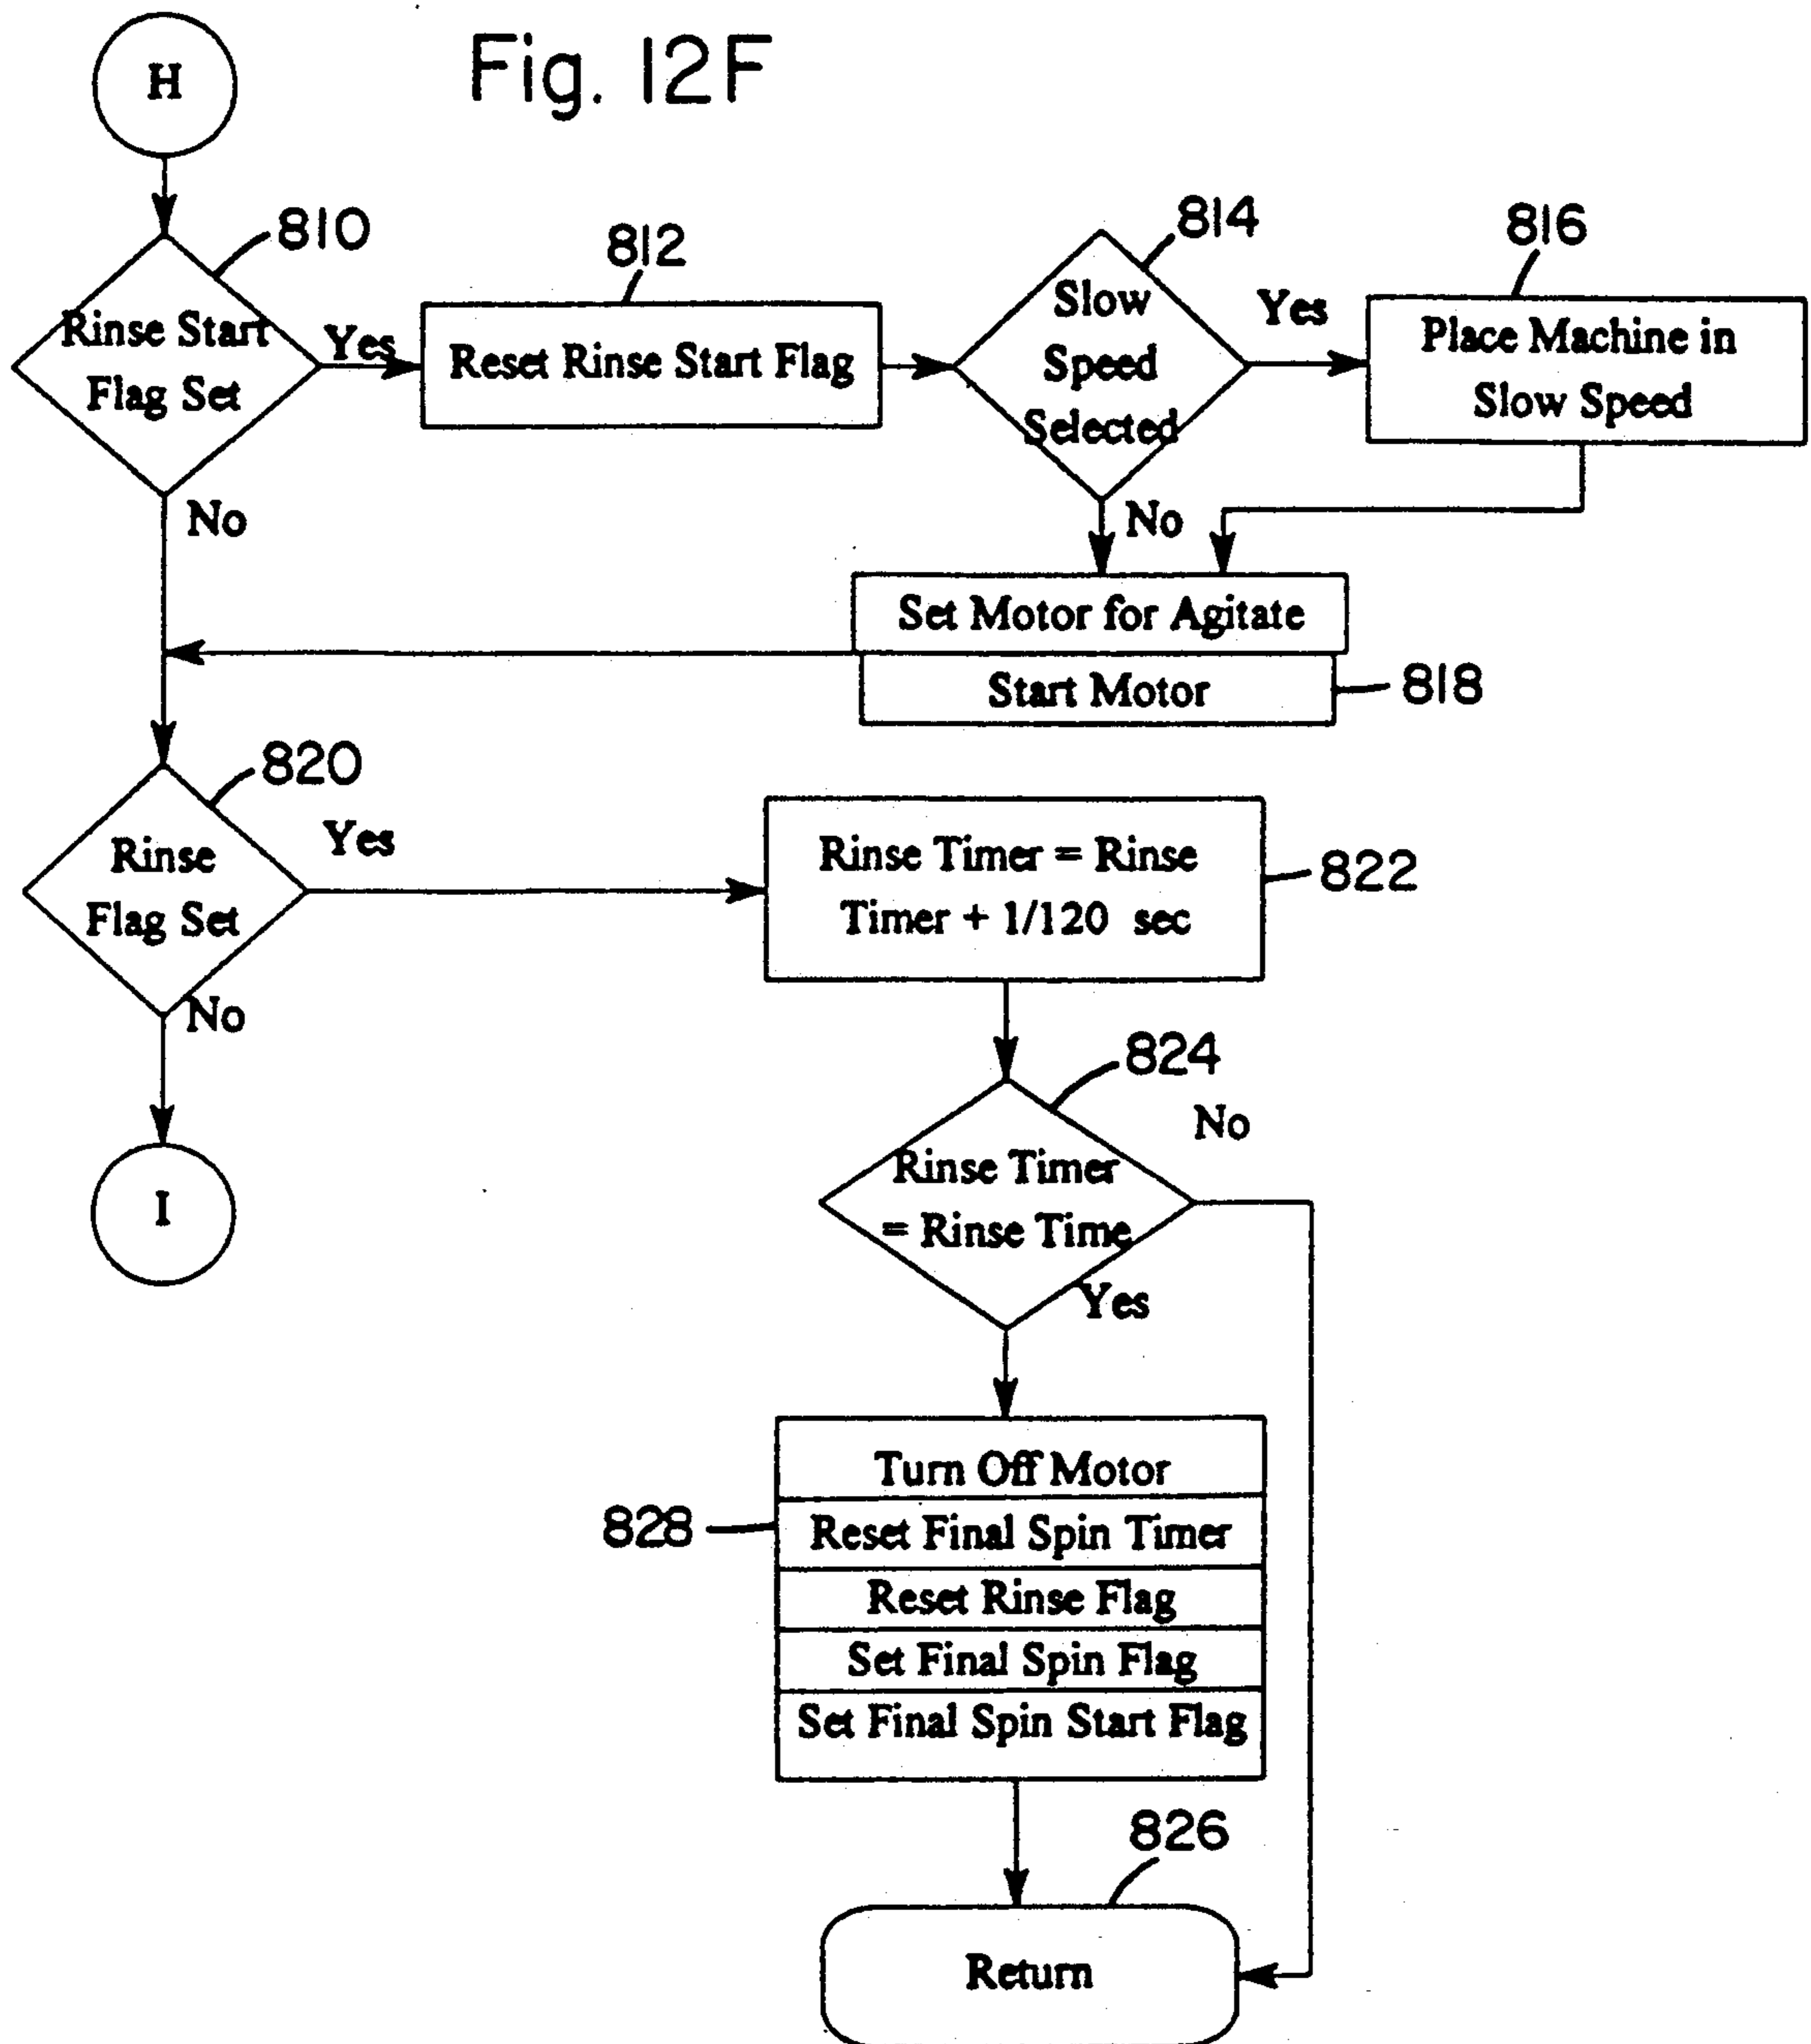 Fig. 12F
H
810
Rinse Start
Flag Set
Yes
No
812
Reset Rinse Start Flag
814
Slow
Speed
Selected
Yes
No
816
Place Machine in
Slow Speed
Set Motor for Agitate
Start Motor
818
820
Rinse
Flag Set
Yes
No
I
Rinse Timer = Rinse
Timer + 1/120 sec
822
824
Rinse Timer
= Rinse Time
No
Yes
828
Turn Off Motor
Reset Final Spin Timer
Reset Rinse Flag
Set Final Spin Flag
Set Final Spin Start Flag
826
Return